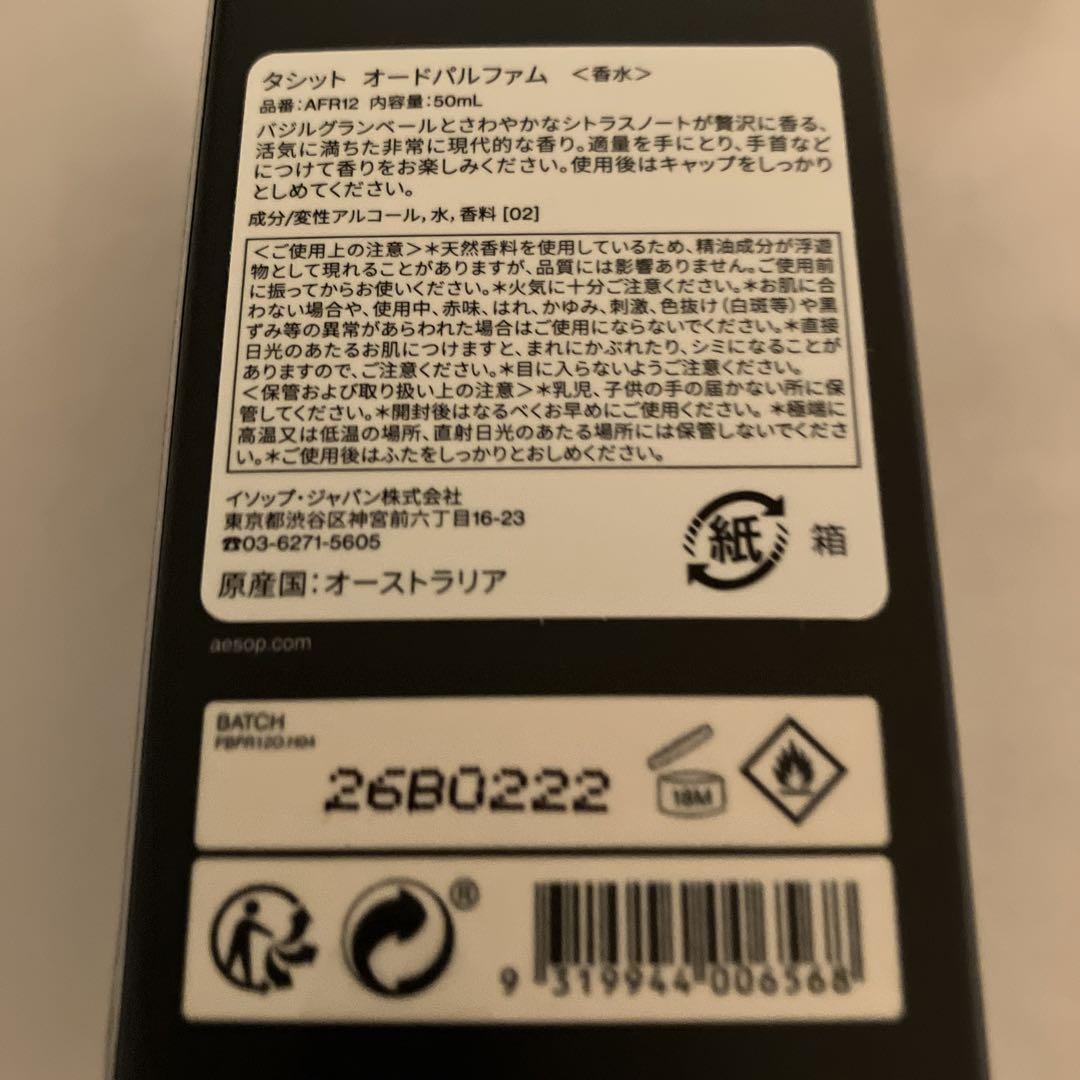 タシット オードパルファム <香水>
品番:AFR12 内容量:50mL
バジルグランベールとさわやかなシトラスノートが贅沢に香る、
活気に満ちた非常に現代的な香り。適量を手にとり、手首など
につけて香りをお楽しみください。使用後はキャップをしっかり
としめてください。
成分/変性アルコール, 水, 香料 [02]
<ご使用上の注意>*天然香料を使用しているため、精油成分が浮遊
物として現れることがありますが、品質には影響ありません。ご使用前
に振ってからお使いください。*火気に十分ご注意ください。*お肌に合
わない場合や、使用中、赤味、はれ、かゆみ、刺激、色抜け(白斑等)や黒
ずみ等の異常があらわれた場合はご使用にならないでください。*直接
日光のあたるお肌につけますと、まれにかぶれたり、シミになることが
ありますので、ご注意ください。*目に入らないようご注意ください。
<保管および取り扱い上の注意>*乳児、子供の手の届かない所に保
管してください。*開封後はなるべくお早めにご使用ください。*極端に
高温又は低温の場所、直射日光のあたる場所には保管しないでくださ
い。*ご使用後はふたをしっかりとおしめください。
イソップ・ジャパン株式会社
東京都渋谷区神宮前六丁目16-23
☎03-6271-5605
紙 箱
原産国:オーストラリア
aesop.com
BATCH
26B0222
18M
®
9 319944 006568